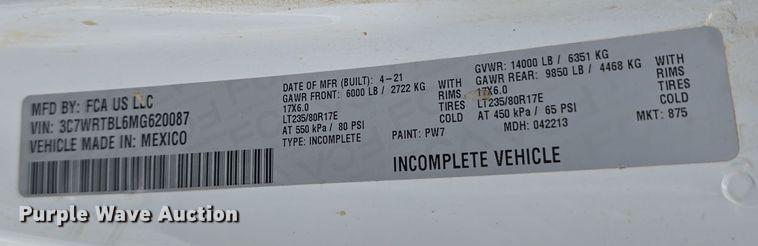 MFD BY: FCA US LLC
VIN: 3C7WRTBL6MG620087
VEHICLE MADE IN: MEXICO
DATE OF MFR (BUILT): 4-21
GAWR FRONT: 6000 LB / 2722 KG WITH
17X6.0 RIMS
LT235/80R17E TIRES
AT 550 kPa / 80 PSI COLD
TYPE: INCOMPLETE PAINT: PW7
GVWR: 14000 LB / 6351 KG
GAWR REAR: 9850 LB / 4468 KG WITH
17X6.0 RIMS
LT235/80R17E TIRES
AT 450 kPa / 65 PSI COLD
MDH: 042213 MKT: 875
INCOMPLETE VEHICLE
Purple Wave Auction